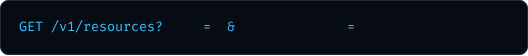 GET /v1/resources? = & =